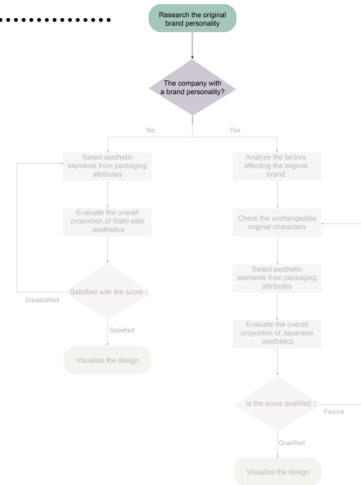 Research the original
brand personality
The company with
a brand personality?
No
Yes
Select aesthetic
elements from packaging
attributes
Analyze the factors
affecting the original
brand
Evaluate the overall
proportion of Wabi-sabi
aesthetics
Check the unchangeable
original characters
Select aesthetic
elements from packaging
attributes
Satisfied with the score ?
Dissatisfied
Satisfied
Evaluate the overall
proportion of Japanese
aesthetics
Visualize the design
Is the score qualified ?
Failure
Qualified
Visualize the design